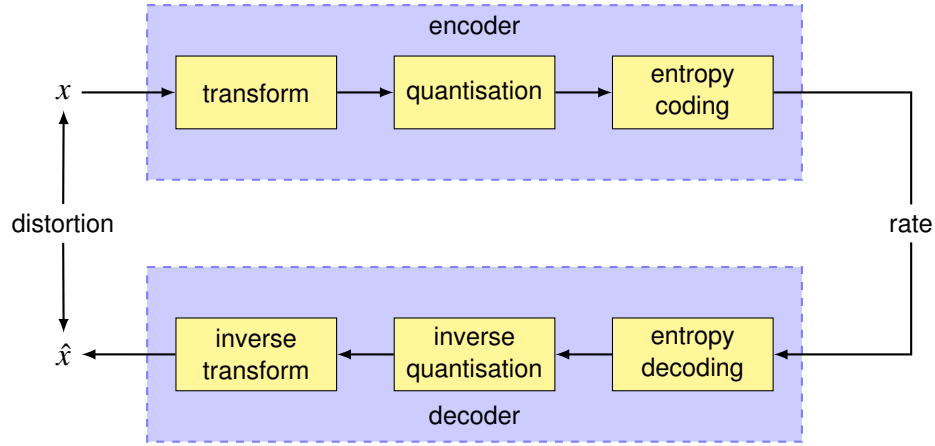 encoder
x
transform
quantisation
entropy
coding
distortion
rate
x̂
inverse
transform
inverse
quantisation
entropy
decoding
decoder